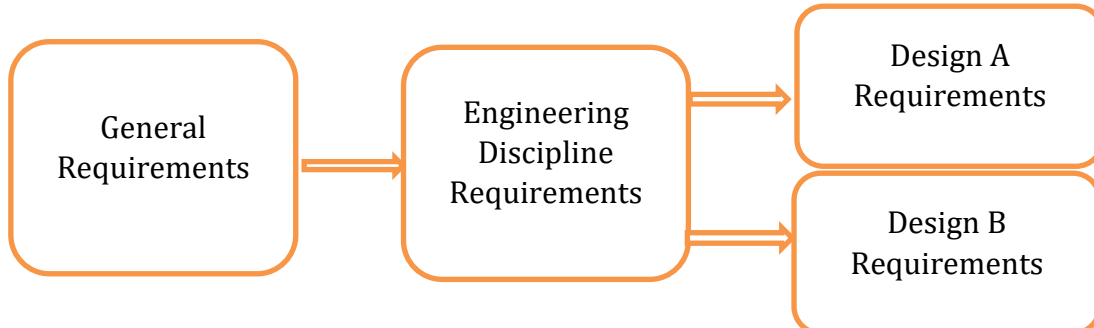 General
Requirements
Engineering
Discipline
Requirements
Design A
Requirements
Design B
Requirements